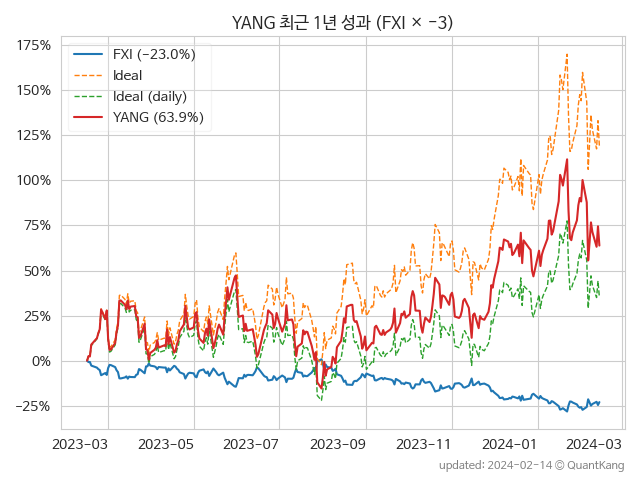 YANG 최근 1년 성과 (FXI × -3)
175%
150%
125%
100%
75%
50%
25%
0%
−25%
FXI (-23.0%)
Ideal
Ideal (daily)
YANG (63.9%)
2023-03 2023-05 2023-07 2023-09 2023-11 2024-01 2024-03
updated: 2024-02-14 @ QuantKang